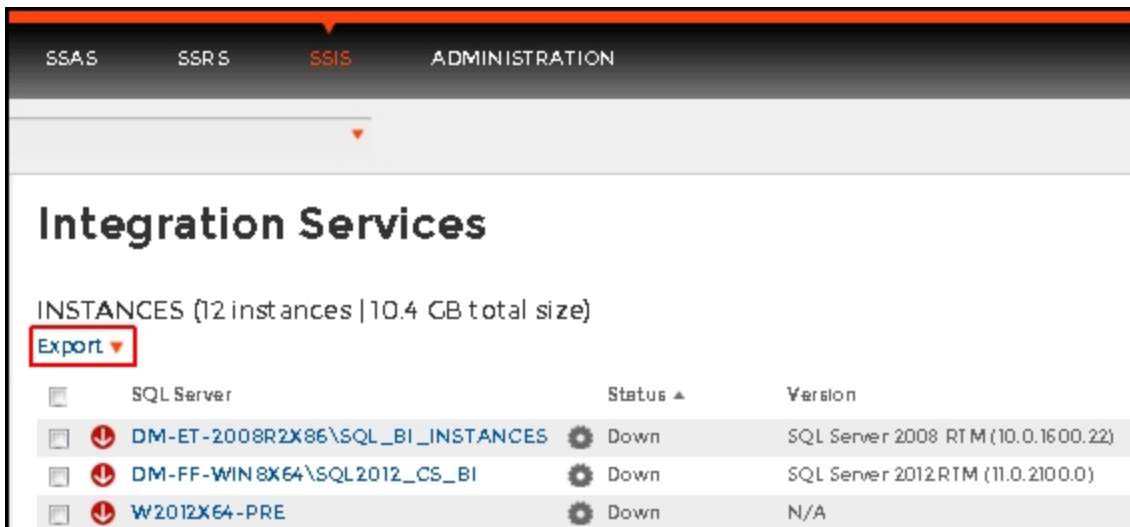 SSAS SSRS SSIS ADMINISTRATION
Integration Services
INSTANCES (12 instances | 10.4 GB total size)
Export
SQL Server Status Version
DM-ET-2008R2X86\SQL_BI_INSTANCES Down SQL Server 2008 RTM (10.0.1600.22)
DM-FF-WIN8X64\SQL2012_CS_BI Down SQL Server 2012 RTM (11.0.2100.0)
W2012X64-PRE Down N/A